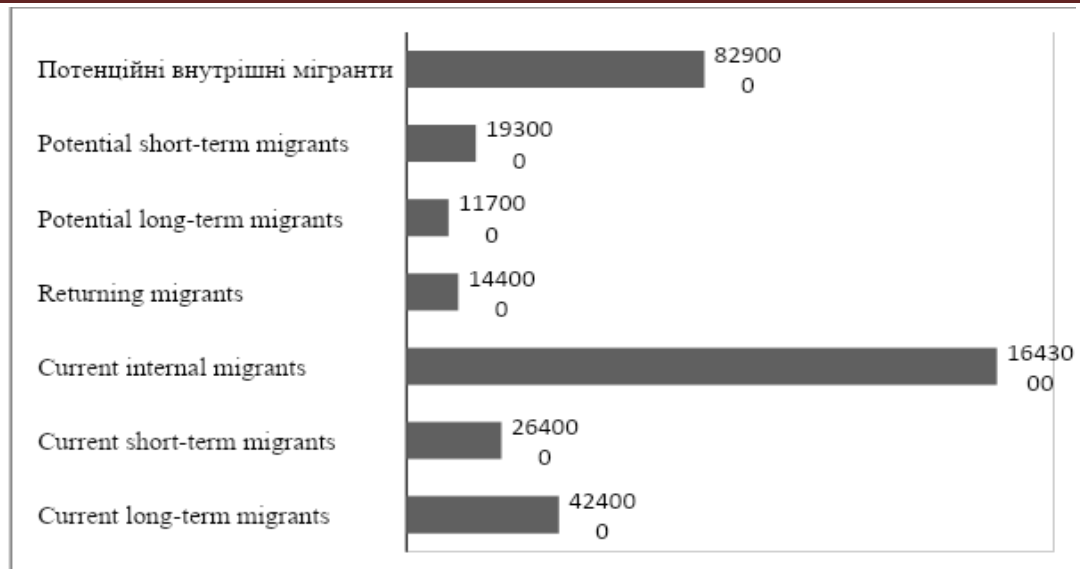 Потенційні внутрішні мігранти
82900
0
Potential short-term migrants
19300
0
Potential long-term migrants
11700
0
Returning migrants
14400
0
Current internal migrants
16430
00
Current short-term migrants
26400
0
Current long-term migrants
42400
0